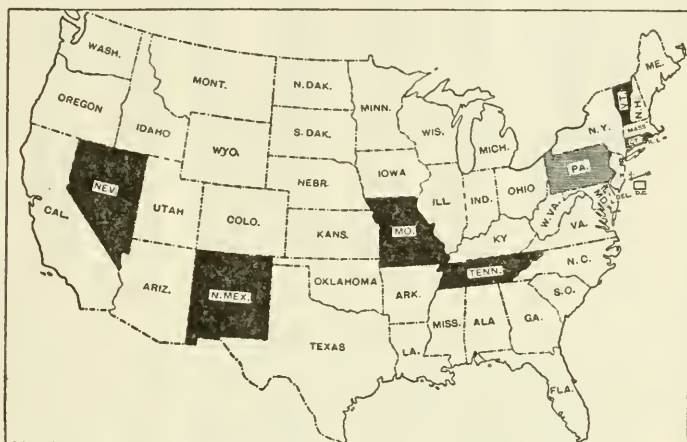 WASH.
MONT.
N.DAK.
MINN.
ME.
OREGON
IDAHO
WYO.
S.DAK.
WIS.
MICH.
N.Y.
VT.
N.H.
MASS.
NEV.
CAL.
UTAH
COLO.
NEBR.
KANS.
IOWA
MO.
ILL
IND.
OHIO
PA.
W.VA.
VA.
DEL.
D.C.
KY
ARIZ.
N.MEX.
OKLAHOMA
ARK.
TENN.
N.C.
S.O.
TEXAS
LA.
MISS.
ALA
GA.
FLA.